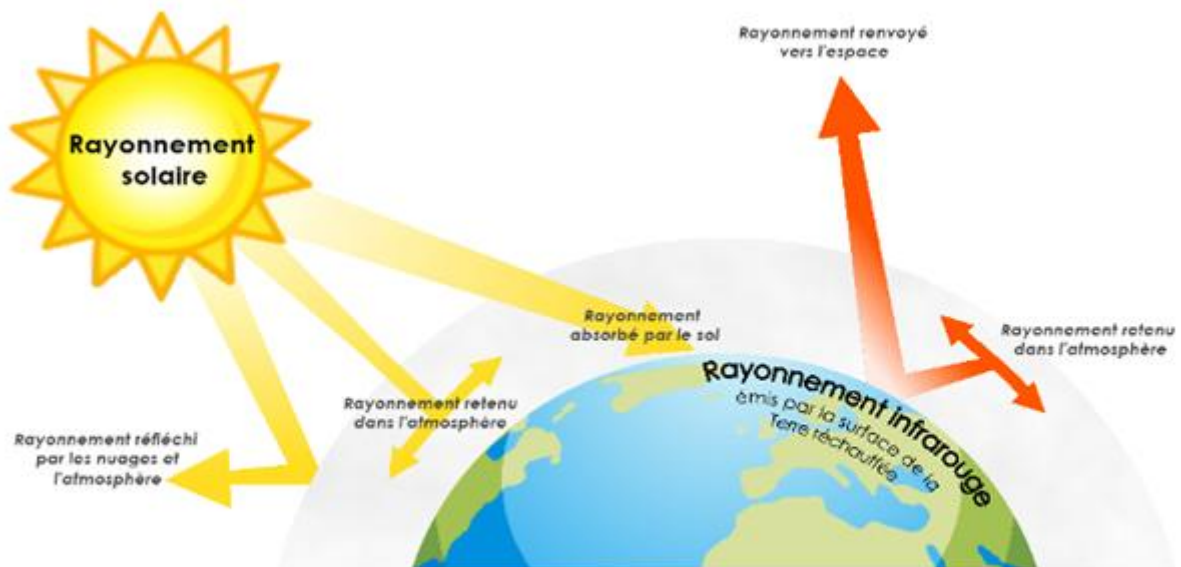 Rayonnement
solaire
Rayonnement renvoyé
vers l'espace
Rayonnement
absorbé par le sol
Rayonnement retenu
dans l'atmosphère
Rayonnement retenu
dans l'atmosphère
Rayonnement réfléchi
par les nuages et
l'atmosphère
Rayonnement infrarouge
émis par la surface de la
Terre réchauffée